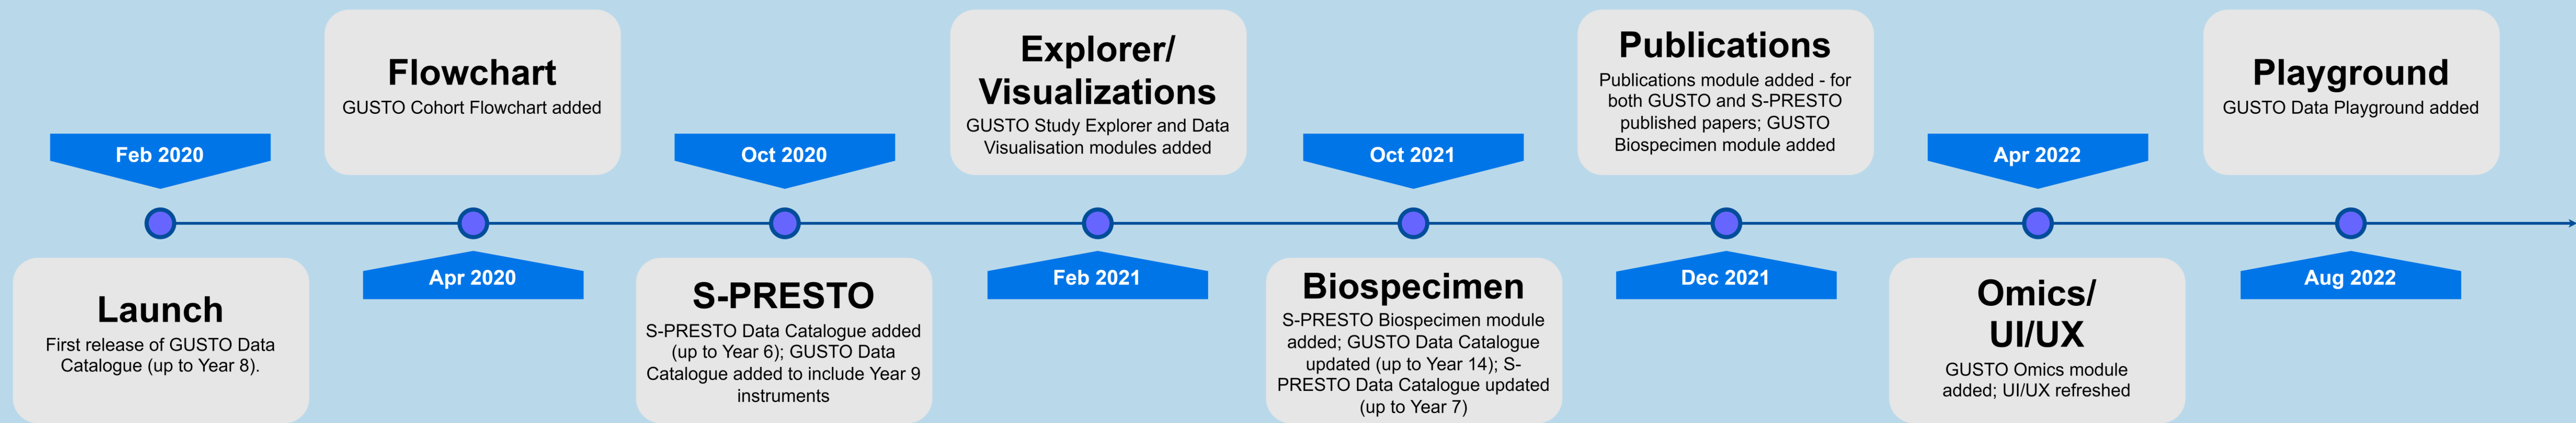 Feb 2020
Launch
First release of GUSTO Data
Catalogue (up to Year 8).
Flowchart
GUSTO Cohort Flowchart added
Apr 2020
Oct 2020
S-PRESTO
S-PRESTO Data Catalogue added
(up to Year 6); GUSTO Data
Catalogue added to include Year 9
instruments
Explorer/
Visualizations
GUSTO Study Explorer and Data
Visualisation modules added
Feb 2021
Oct 2021
Biospecimen
S-PRESTO Biospecimen module
added; GUSTO Data Catalogue
updated (up to Year 14); S-
PRESTO Data Catalogue updated
(up to Year 7)
Publications
Publications module added - for
both GUSTO and S-PRESTO
published papers; GUSTO
Biospecimen module added
Dec 2021
Apr 2022
Omics/
UI/UX
GUSTO Omics module
added; UI/UX refreshed
Playground
GUSTO Data Playground added
Aug 2022